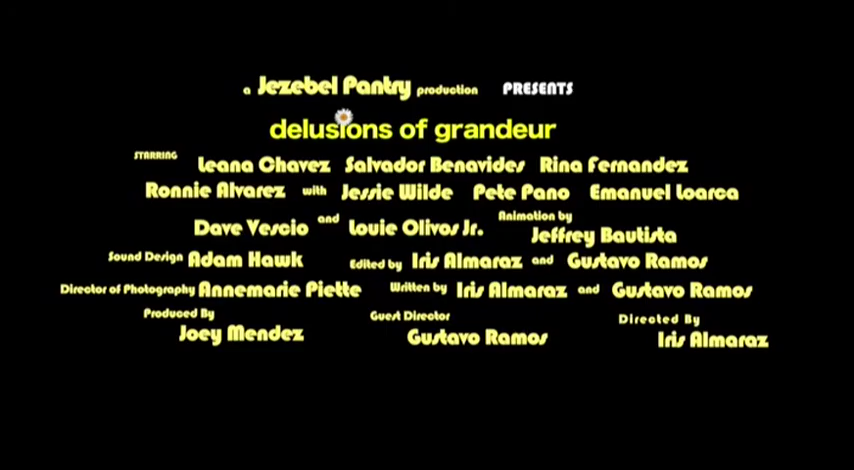 a Jezebel Pantry production PRESENTS
delusions of grandeur
STARRING Leana Chavez Salvador Benavides Rina Fernandez
Ronnie Alvarez with Jessie Wilde Pete Pano Emanuel Loarca
Dave Vescio and Louie Olivos Jr. Animation by Jeffrey Bautista
Sound Design Adam Hawk Edited by Iris Almaraz and Gustavo Ramos
Director of Photography Annemarie Piette Written by Iris Almaraz and Gustavo Ramos
Produced By Joey Mendez Guest Director Gustavo Ramos Directed By Iris Almaraz